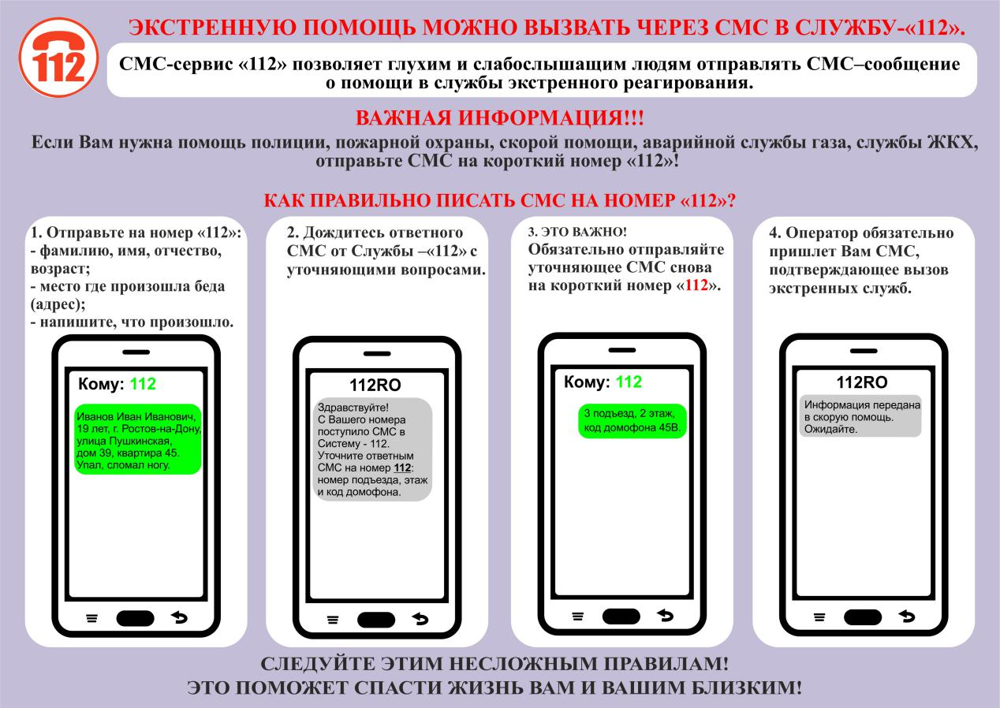 112
ЭКСТРЕННУЮ ПОМОЩЬ МОЖНО ВЫЗВАТЬ ЧЕРЕЗ СМС В СЛУЖБУ-«112».
СМС-сервис «112» позволяет глухим и слабослышащим людям отправлять СМС–сообщение
о помощи в службы экстренного реагирования.
ВАЖНАЯ ИНФОРМАЦИЯ!!!
Если Вам нужна помощь полиции, пожарной охраны, скорой помощи, аварийной службы газа, службы ЖКХ,
отправьте СМС на короткий номер «112»!
КАК ПРАВИЛЬНО ПИСАТЬ СМС НА НОМЕР «112»?
1. Отправьте на номер «112»:
- фамилию, имя, отчество,
возраст;
- место где произошла беда
(адрес);
- напишите, что произошло.
Кому: 112
Иванов Иван Иванович,
19 лет, г. Ростов-на-Дону,
улица Пушкинская,
дом 39, квартира 45.
Упал, сломал ногу.
2. Дождитесь ответного
СМС от Службы –«112» с
уточняющими вопросами.
112RO
Здравствуйте!
С Вашего номера
поступило СМС в
Систему - 112.
Уточните ответным
СМС на номер 112:
номер подъезда, этаж
и код домофона.
3. ЭТО ВАЖНО!
Обязательно отправляйте
уточняющее СМС снова
на короткий номер «112».
Кому: 112
3 подъезд, 2 этаж,
код домофона 45В.
4. Оператор обязательно
пришлет Вам СМС,
подтверждающее вызов
экстренных служб.
112RO
Информация передана
в скорую помощь.
Ожидайте.
СЛЕДУЙТЕ ЭТИМ НЕСЛОЖНЫМ ПРАВИЛАМ!
ЭТО ПОМОЖЕТ СПАСТИ ЖИЗНЬ ВАМ И ВАШИМ БЛИЗКИМ!